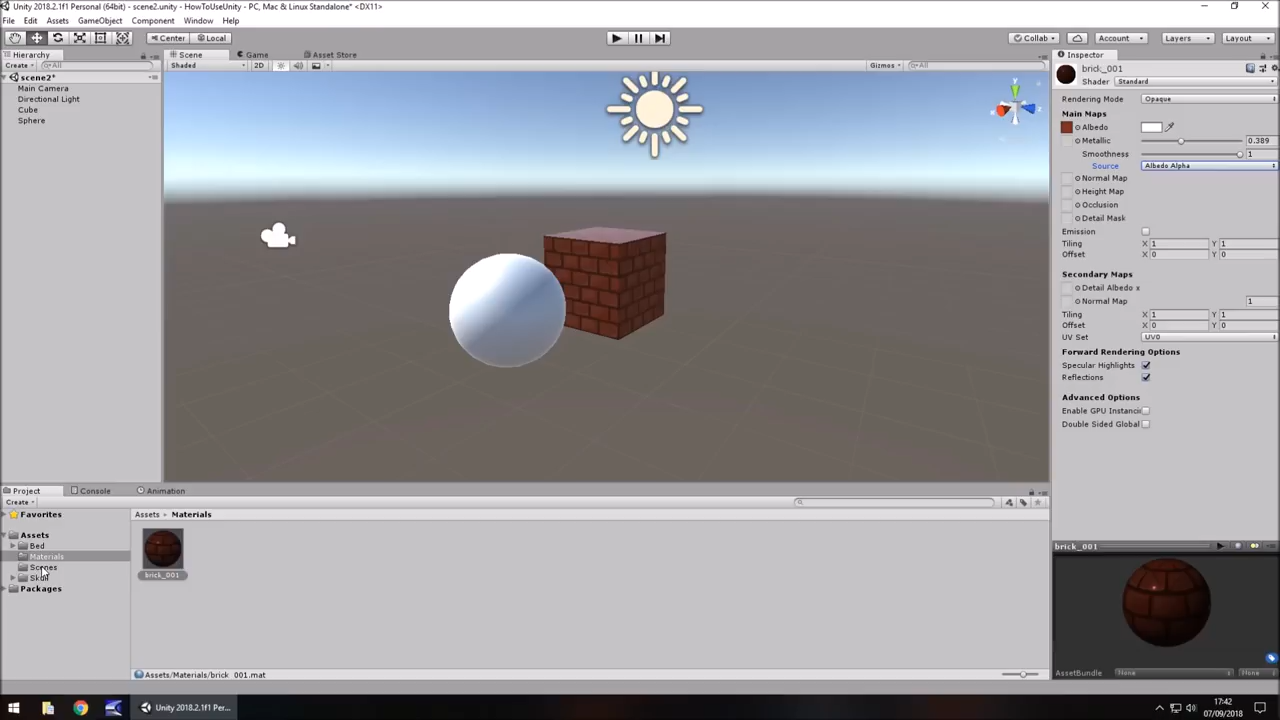 Unity 2018.2.1f1 Personal (64bit) - scene2.unity - HowToUseUnity - PC, Mac & Linux Standalone* <DX11>
File Edit Assets GameObject Component Window Help
Center Local Collab Account Layers Layout
Hierarchy
Create All
scene2*
Main Camera
Directional Light
Cube
Sphere
Scene Game Asset Store
Shaded 2D Gizmos All
y
x z
Inspector
brick_001
Shader Standard
Rendering Mode Opaque
Main Maps
Albedo
Metallic 0.389
Smoothness 1
Source Albedo Alpha
Normal Map
Height Map
Occlusion
Detail Mask
Emission
Tiling X 1 Y 1
Offset X 0 Y 0
Secondary Maps
Detail Albedo x
Normal Map 1
Tiling X 1 Y 1
Offset X 0 Y 0
UV Set UV0
Forward Rendering Options
Specular Highlights
Reflections
Advanced Options
Enable GPU Instanci
Double Sided Global
Project Console Animation
Create
Favorites
Assets
Bed
Materials
Scenes
Packages
Assets Materials
brick_001
Assets/Materials/brick_001.mat
brick_001
AssetBundle None None
Unity 2018.2.1f1 Per...
17:42
07/09/2018